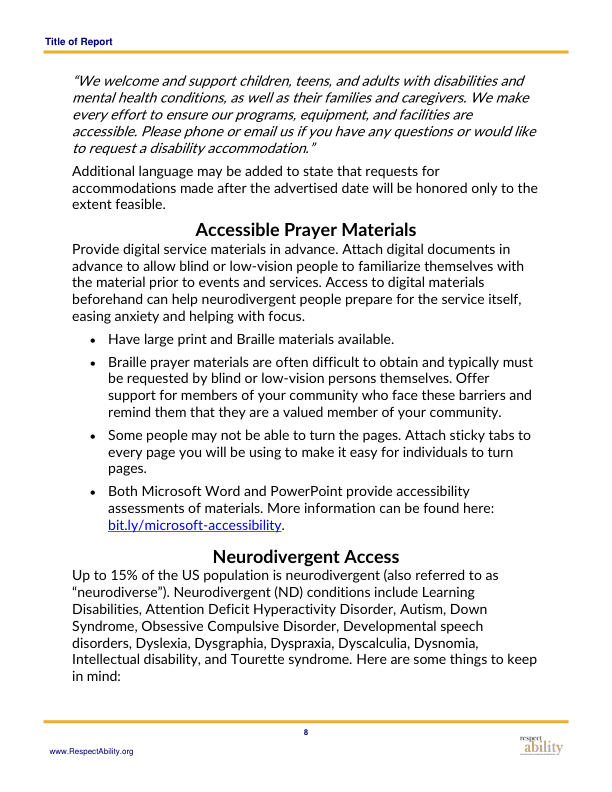 Title of Report
“We welcome and support children, teens, and adults with disabilities and
mental health conditions, as well as their families and caregivers. We make
every effort to ensure our programs, equipment, and facilities are
accessible. Please phone or email us if you have any questions or would like
to request a disability accommodation.”
Additional language may be added to state that requests for
accommodations made after the advertised date will be honored only to the
extent feasible.
Accessible Prayer Materials
Provide digital service materials in advance. Attach digital documents in
advance to allow blind or low-vision people to familiarize themselves with
the material prior to events and services. Access to digital materials
beforehand can help neurodivergent people prepare for the service itself,
easing anxiety and helping with focus.
• Have large print and Braille materials available.
• Braille prayer materials are often difficult to obtain and typically must
be requested by blind or low-vision persons themselves. Offer
support for members of your community who face these barriers and
remind them that they are a valued member of your community.
• Some people may not be able to turn the pages. Attach sticky tabs to
every page you will be using to make it easy for individuals to turn
pages.
• Both Microsoft Word and PowerPoint provide accessibility
assessments of materials. More information can be found here:
bit.ly/microsoft-accessibility.
Neurodivergent Access
Up to 15% of the US population is neurodivergent (also referred to as
“neurodiverse”). Neurodivergent (ND) conditions include Learning
Disabilities, Attention Deficit Hyperactivity Disorder, Autism, Down
Syndrome, Obsessive Compulsive Disorder, Developmental speech
disorders, Dyslexia, Dysgraphia, Dyspraxia, Dyscalculia, Dysnomia,
Intellectual disability, and Tourette syndrome. Here are some things to keep
in mind:
8
www.RespectAbility.org
respect
ability